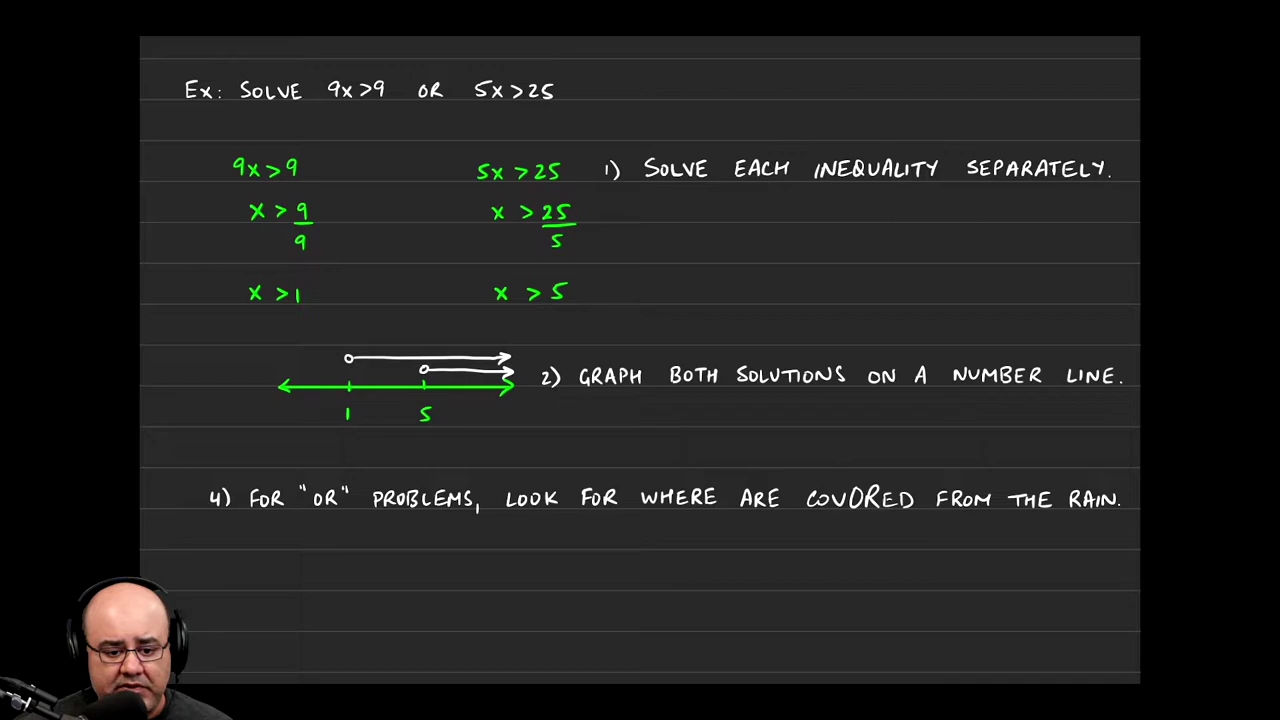 Ex: SOLVE 9x>9 OR 5x>25
9x>9 5x>25 1) SOLVE EACH INEQUALITY SEPARATELY.
x > 9/9 x > 25/5
x >1 x > 5
2) GRAPH BOTH SOLUTIONS ON A NUMBER LINE.
1 5
4) FOR "OR" PROBLEMS, LOOK FOR WHERE ARE COVORED FROM THE RAIN.